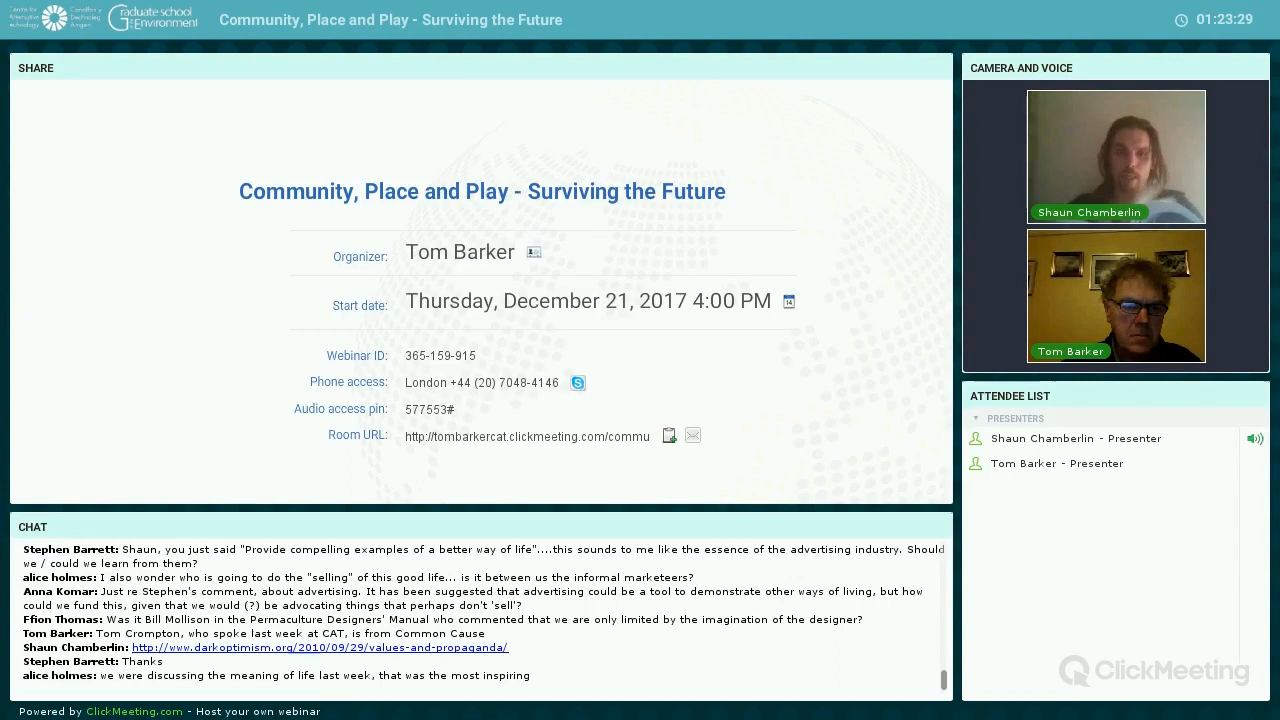 Centre for
Alternative
Technology
Canolfan y
Dechnoleg
Amgen
Graduate school
of the Environment
Community, Place and Play - Surviving the Future
01:23:29
SHARE
Community, Place and Play - Surviving the Future
Organizer: Tom Barker
Start date: Thursday, December 21, 2017 4:00 PM
Webinar ID: 365-159-915
Phone access: London +44 (20) 7048-4146
Audio access pin: 577553#
Room URL: http://tombarkercat.clickmeeting.com/commu
CAMERA AND VOICE
Shaun Chamberlin
Tom Barker
ATTENDEE LIST
PRESENTERS
Shaun Chamberlin - Presenter
Tom Barker - Presenter
CHAT
Stephen Barrett: Shaun, you just said "Provide compelling examples of a better way of life"....this sounds to me like the essence of the advertising industry. Should
we / could we learn from them?
alice holmes: I also wonder who is going to do the "selling" of this good life... is it between us the informal marketeers?
Anna Komar: Just re Stephen's comment, about advertising. It has been suggested that advertising could be a tool to demonstrate other ways of living, but how
could we fund this, given that we would (?) be advocating things that perhaps don't 'sell'?
Ffion Thomas: Was it Bill Mollison in the Permaculture Designers' Manual who commented that we are only limited by the imagination of the designer?
Tom Barker: Tom Crompton, who spoke last week at CAT, is from Common Cause
Shaun Chamberlin: http://www.darkoptimism.org/2010/09/29/values-and-propaganda/
Stephen Barrett: Thanks
alice holmes: we were discussing the meaning of life last week, that was the most inspiring
ClickMeeting
Powered by ClickMeeting.com - Host your own webinar